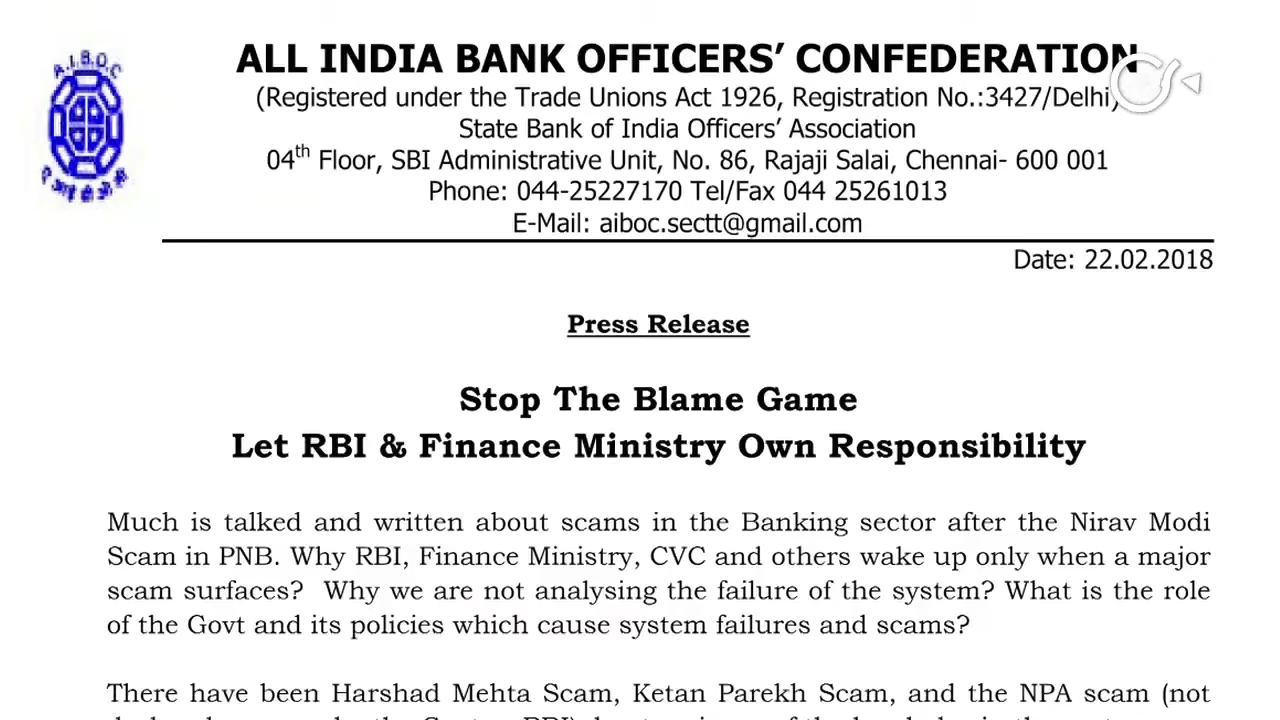 A.I.B.O.C
ALL INDIA BANK OFFICERS’ CONFEDERATION
(Registered under the Trade Unions Act 1926, Registration No.:3427/Delhi)
State Bank of India Officers’ Association
04th Floor, SBI Administrative Unit, No. 86, Rajaji Salai, Chennai- 600 001
Phone: 044-25227170 Tel/Fax 044 25261013
E-Mail: aiboc.sectt@gmail.com
Date: 22.02.2018
Press Release
Stop The Blame Game
Let RBI & Finance Ministry Own Responsibility
Much is talked and written about scams in the Banking sector after the Nirav Modi
Scam in PNB. Why RBI, Finance Ministry, CVC and others wake up only when a major
scam surfaces? Why we are not analysing the failure of the system? What is the role
of the Govt and its policies which cause system failures and scams?
There have been Harshad Mehta Scam, Ketan Parekh Scam, and the NPA scam (not